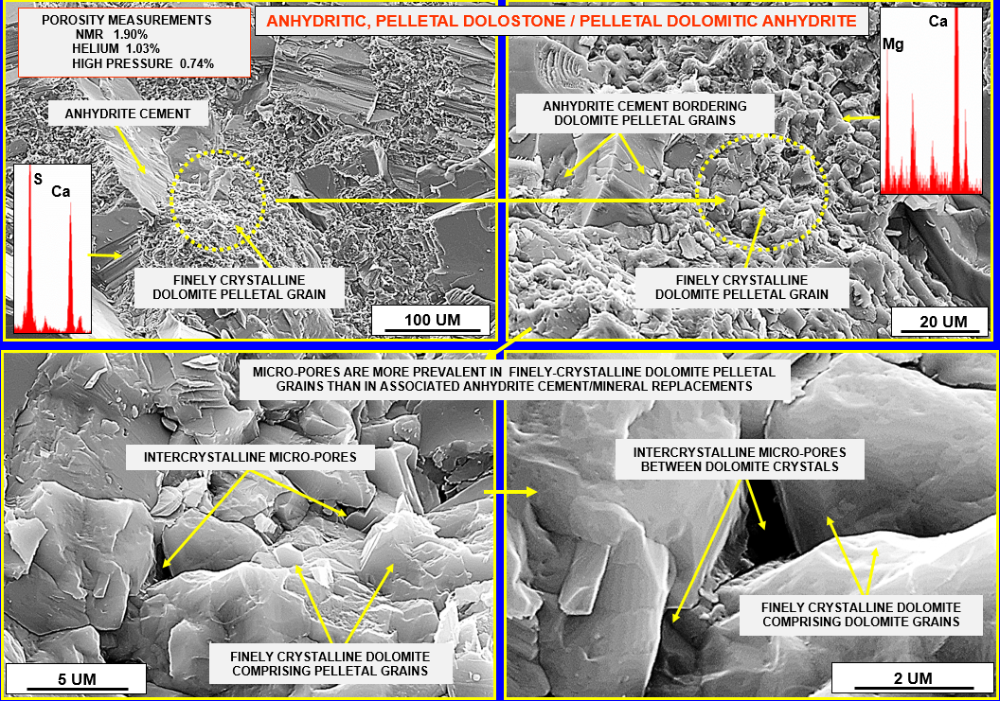 POROSITY MEASUREMENTS
NMR 1.90%
HELIUM 1.03%
HIGH PRESSURE 0.74%
ANHYDRITIC, PELLETAL DOLOSTONE / PELLETAL DOLOMITIC ANHYDRITE
ANHYDRITE CEMENT
S
Ca
FINELY CRYSTALLINE
DOLOMITE PELLETAL GRAIN
100 UM
Mg
Ca
ANHYDRITE CEMENT BORDERING
DOLOMITE PELLETAL GRAINS
FINELY CRYSTALLINE
DOLOMITE PELLETAL GRAIN
20 UM
MICRO-PORES ARE MORE PREVALENT IN FINELY-CRYSTALLINE DOLOMITE PELLETAL
GRAINS THAN IN ASSOCIATED ANHYDRITE CEMENT/MINERAL REPLACEMENTS
INTERCRYSTALLINE MICRO-PORES
FINELY CRYSTALLINE DOLOMITE
COMPRISING PELLETAL GRAINS
5 UM
INTERCRYSTALLINE MICRO-PORES
BETWEEN DOLOMITE CRYSTALS
FINELY CRYSTALLINE DOLOMITE
COMPRISING DOLOMITE GRAINS
2 UM